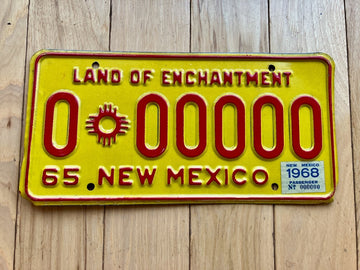 LAND OF ENCHANTMENT
0 00000
65 NEW MEXICO
NEW MEXICO
1968
PASSENGER
Nº 000000